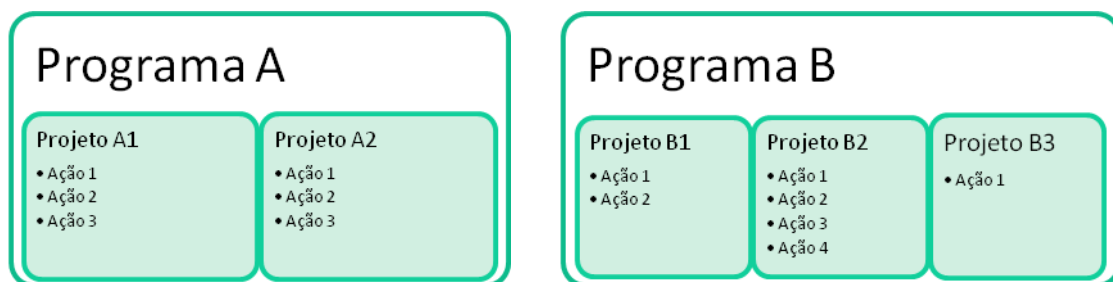 Programa A
Projeto A1
• Ação 1
• Ação 2
• Ação 3
Projeto A2
• Ação 1
• Ação 2
• Ação 3
Programa B
Projeto B1
• Ação 1
• Ação 2
Projeto B2
• Ação 1
• Ação 2
• Ação 3
• Ação 4
Projeto B3
• Ação 1